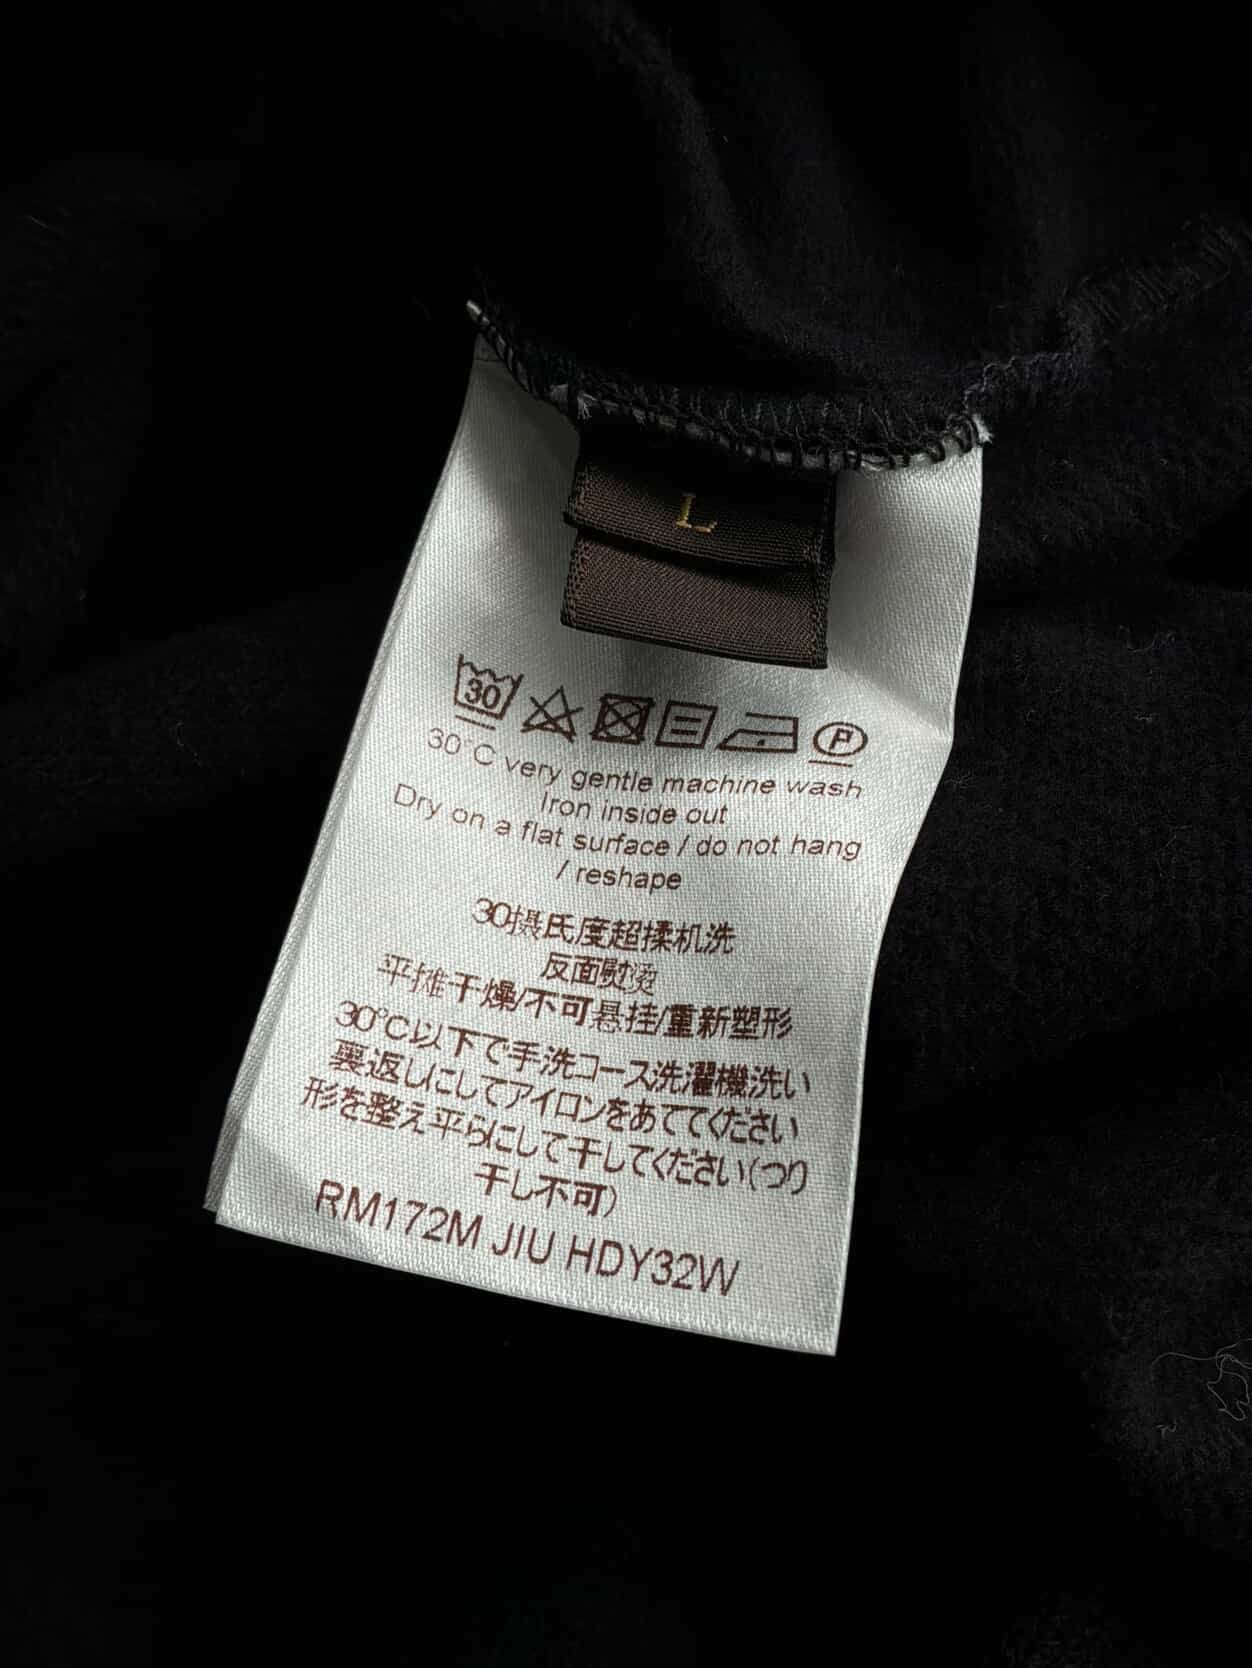 L
30
P
30°C very gentle machine wash
Iron inside out
Dry on a flat surface / do not hang
/ reshape
30摄氏度超揉机洗
反面熨烫
平摊干燥/不可悬挂/重新塑形
30°C以下で手洗コース洗濯機洗い
裏返しにしてアイロンをあててください
形を整え平らにして干してください(つり
干し不可)
RM172M JIU HDY32W